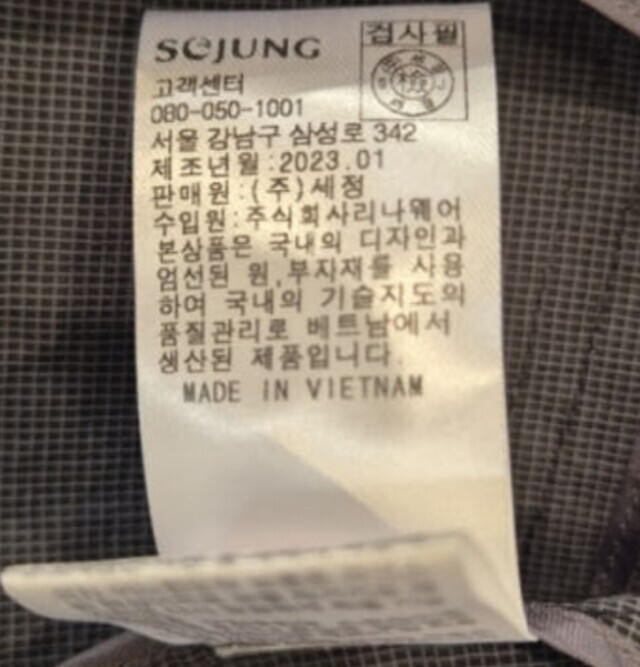 SEJUNG
검사필
檢
고객센터
080-050-1001
서울 강남구 삼성로 342
제조년월:2023.01
판매원:(주)세정
수입원:주식회사리나웨어
본상품은 국내의 디자인과
엄선된 원,부자재를 사용
하여 국내의 기술지도의
품질관리로 베트남에서
생산된 제품입니다.
MADE IN VIETNAM